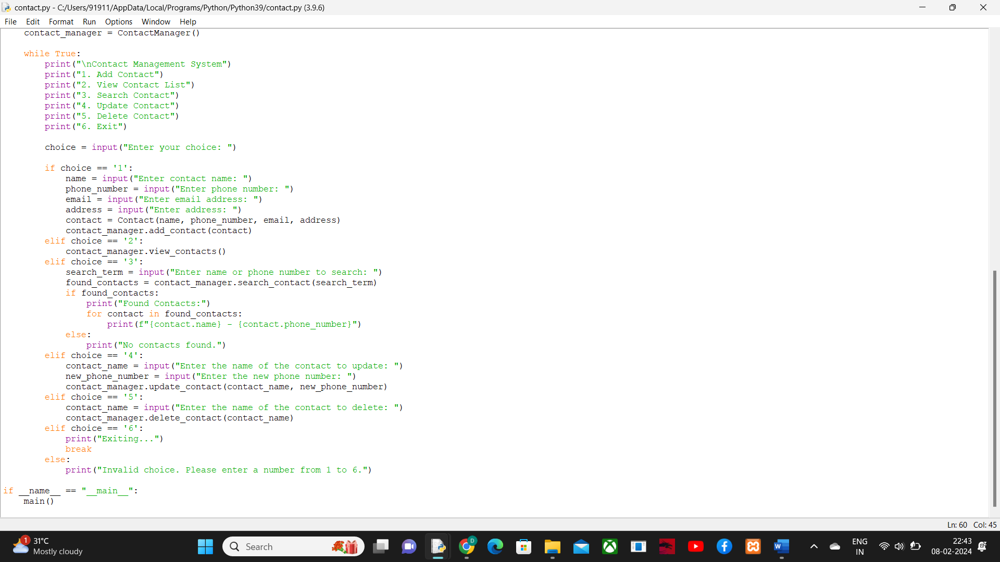 contact.py - C:/Users/91911/AppData/Local/Programs/Python/Python39/contact.py (3.9.6)
File Edit Format Run Options Window Help
    contact_manager = ContactManager()

    while True:
        print("\nContact Management System")
        print("1. Add Contact")
        print("2. View Contact List")
        print("3. Search Contact")
        print("4. Update Contact")
        print("5. Delete Contact")
        print("6. Exit")

        choice = input("Enter your choice: ")

        if choice == '1':
            name = input("Enter contact name: ")
            phone_number = input("Enter phone number: ")
            email = input("Enter email address: ")
            address = input("Enter address: ")
            contact = Contact(name, phone_number, email, address)
            contact_manager.add_contact(contact)
        elif choice == '2':
            contact_manager.view_contacts()
        elif choice == '3':
            search_term = input("Enter name or phone number to search: ")
            found_contacts = contact_manager.search_contact(search_term)
            if found_contacts:
                print("Found Contacts:")
                for contact in found_contacts:
                    print(f"{contact.name} - {contact.phone_number}")
            else:
                print("No contacts found.")
        elif choice == '4':
            contact_name = input("Enter the name of the contact to update: ")
            new_phone_number = input("Enter the new phone number: ")
            contact_manager.update_contact(contact_name, new_phone_number)
        elif choice == '5':
            contact_name = input("Enter the name of the contact to delete: ")
            contact_manager.delete_contact(contact_name)
        elif choice == '6':
            print("Exiting...")
            break
        else:
            print("Invalid choice. Please enter a number from 1 to 6.")

if __name__ == "__main__":
    main()
Ln: 60 Col: 45
1
31°C
Mostly cloudy
Search
D
W
ENG
IN
22:43
08-02-2024